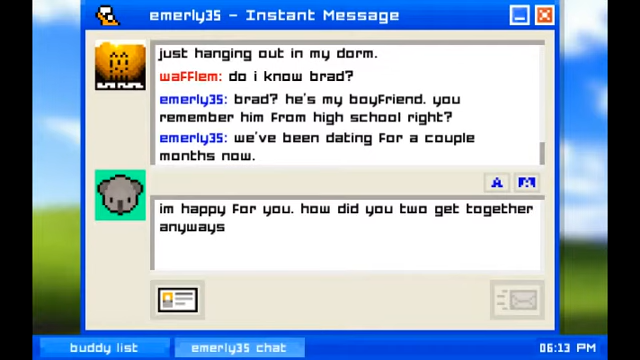 emerly35 - Instant Message
just hanging out in my dorm.
wafflem: do i know brad?
emerly35: brad? he's my boyfriend. you
remember him from high school right?
emerly35: we've been dating for a couple
months now.
A A
im happy for you. how did you two get together
anyways
buddy list
emerly35 chat
06:13 PM